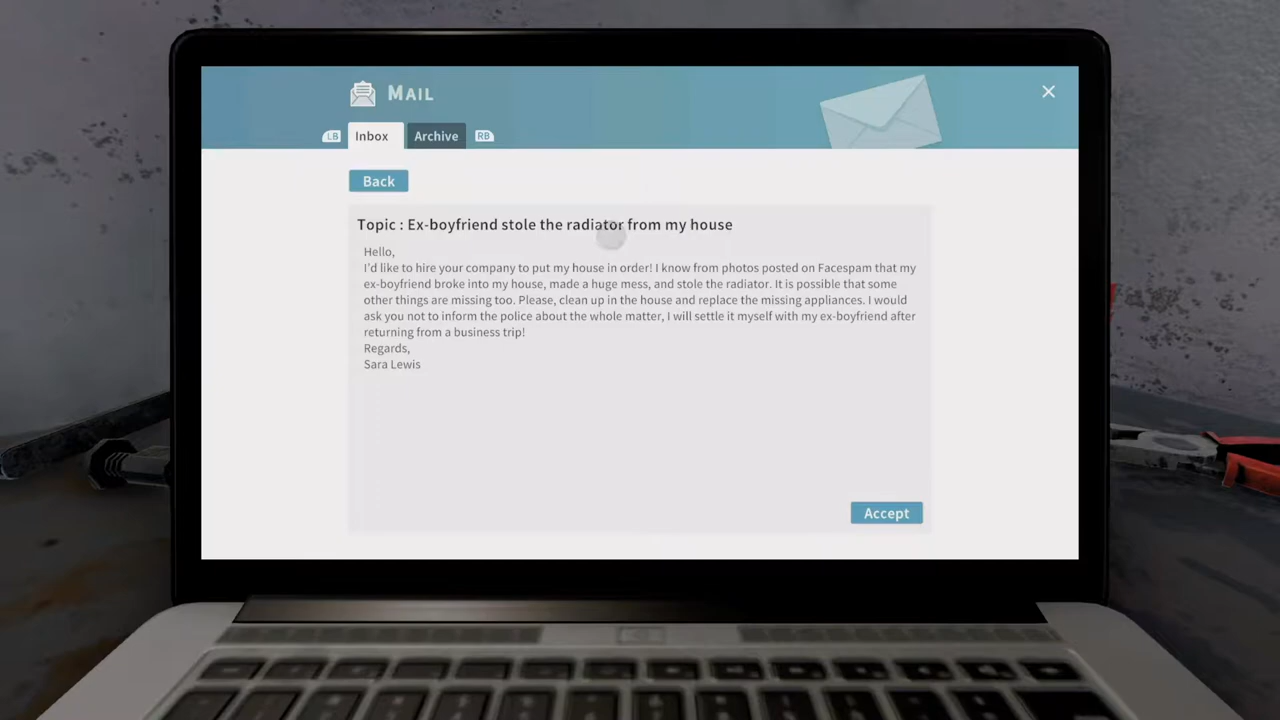 MAIL
LB Inbox Archive RB
Back
Topic : Ex-boyfriend stole the radiator from my house
Hello,
I'd like to hire your company to put my house in order! I know from photos posted on Facespam that my
ex-boyfriend broke into my house, made a huge mess, and stole the radiator. It is possible that some
other things are missing too. Please, clean up in the house and replace the missing appliances. I would
ask you not to inform the police about the whole matter, I will settle it myself with my ex-boyfriend after
returning from a business trip!
Regards,
Sara Lewis
Accept